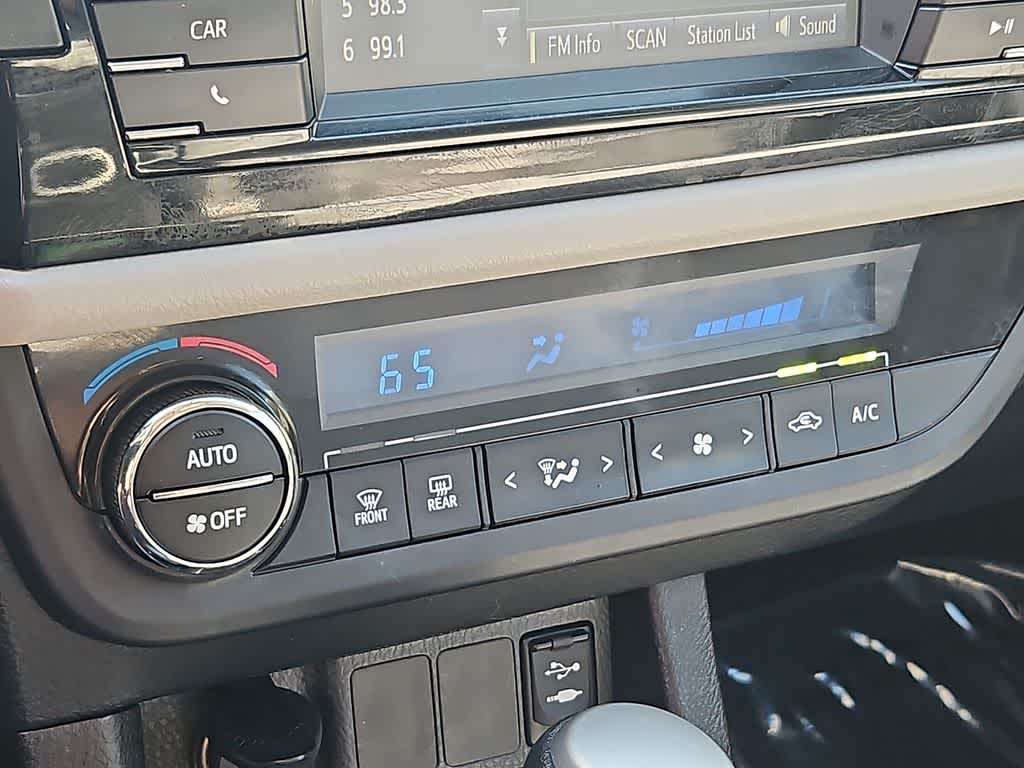 CAR
5 98.3
6 99.1
FM Info SCAN Station List Sound
65
AUTO
OFF
FRONT
REAR
A/C